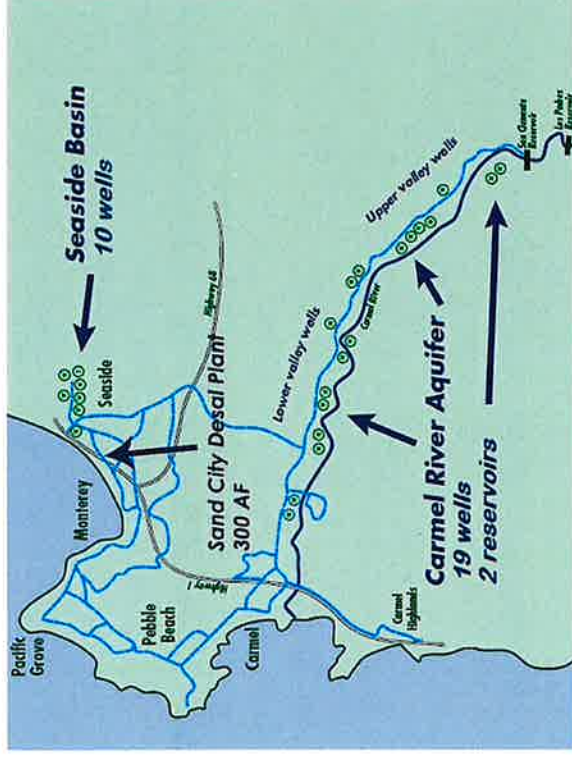 Seaside Basin
10 wells
Seaside
Highway 68
Sand City Desal Plant
300 AF
Monterey
Pacific
Grove
Pebble
Beach
Carmel
Highway 1
Carmel
Highlands
Lower valley wells
Upper valley wells
Carmel River
Carmel River Aquifer
19 wells
2 reservoirs
San Clemente
Reservoir
Los Padres
Reservoir